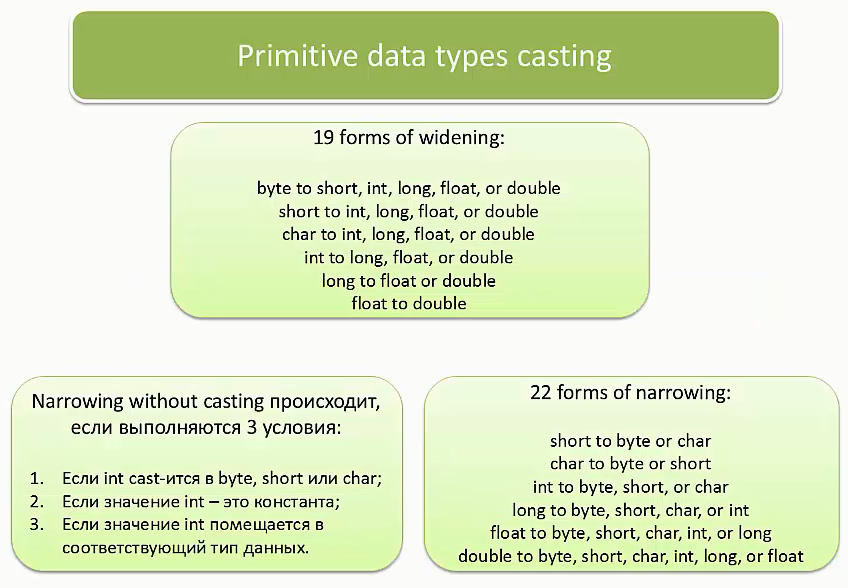 Primitive data types casting
19 forms of widening:
byte to short, int, long, float, or double
short to int, long, float, or double
char to int, long, float, or double
int to long, float, or double
long to float or double
float to double
Narrowing without casting происходит,
если выполняются 3 условия:
1. Если int cast-ится в byte, short или char;
2. Если значение int – это константа;
3. Если значение int помещается в
соответствующий тип данных.
22 forms of narrowing:
short to byte or char
char to byte or short
int to byte, short, or char
long to byte, short, char, or int
float to byte, short, char, int, or long
double to byte, short, char, int, long, or float